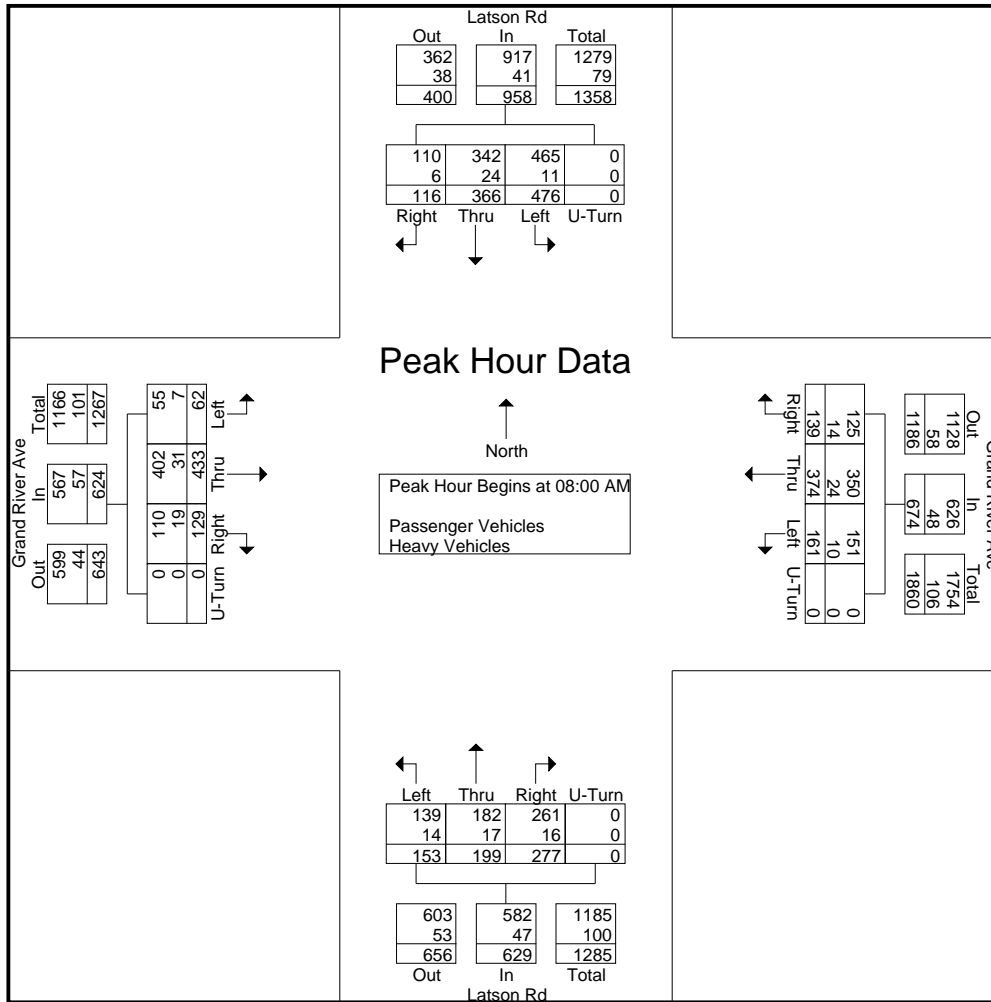 Latson Rd
Out In Total
362 917 1279
38 41 79
400 958 1358
110 342 465 0
6 24 11 0
116 366 476 0
Right Thru Left U-Turn
Peak Hour Data
North
Peak Hour Begins at 08:00 AM
Passenger Vehicles
Heavy Vehicles
Grand River Ave
Out In Total
599 567 1166
44 57 101
643 624 1267
0 110 402 55
0 19 31 7
0 129 433 62
U-Turn Right Thru Left
Grand River Ave
Out In Total
1128 626 1754
58 48 106
1186 674 1860
125 350 151 0
14 24 10 0
139 374 161 0
Right Thru Left U-Turn
Left Thru Right U-Turn
139 182 261 0
14 17 16 0
153 199 277 0
603 582 1185
53 47 100
656 629 1285
Out In Total
Latson Rd